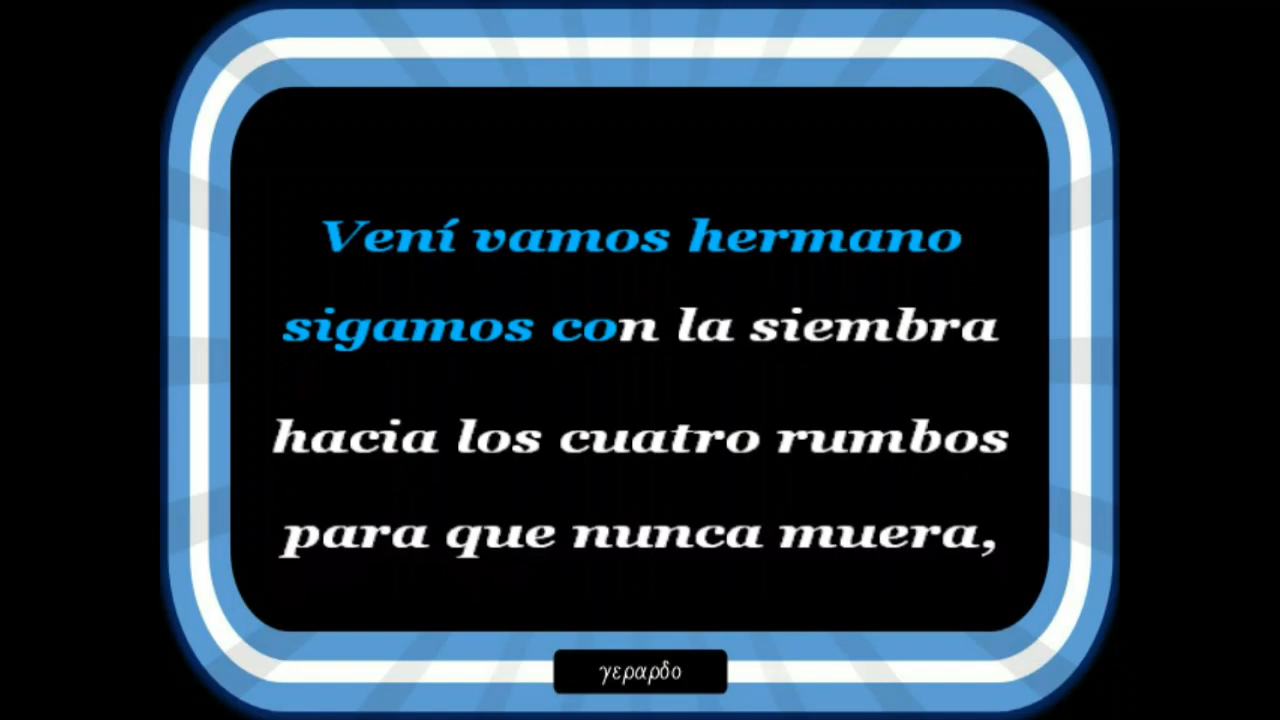 Vení vamos hermano
sigamos con la siembra
hacia los cuatro rumbos
para que nunca muera,
γεραρδο